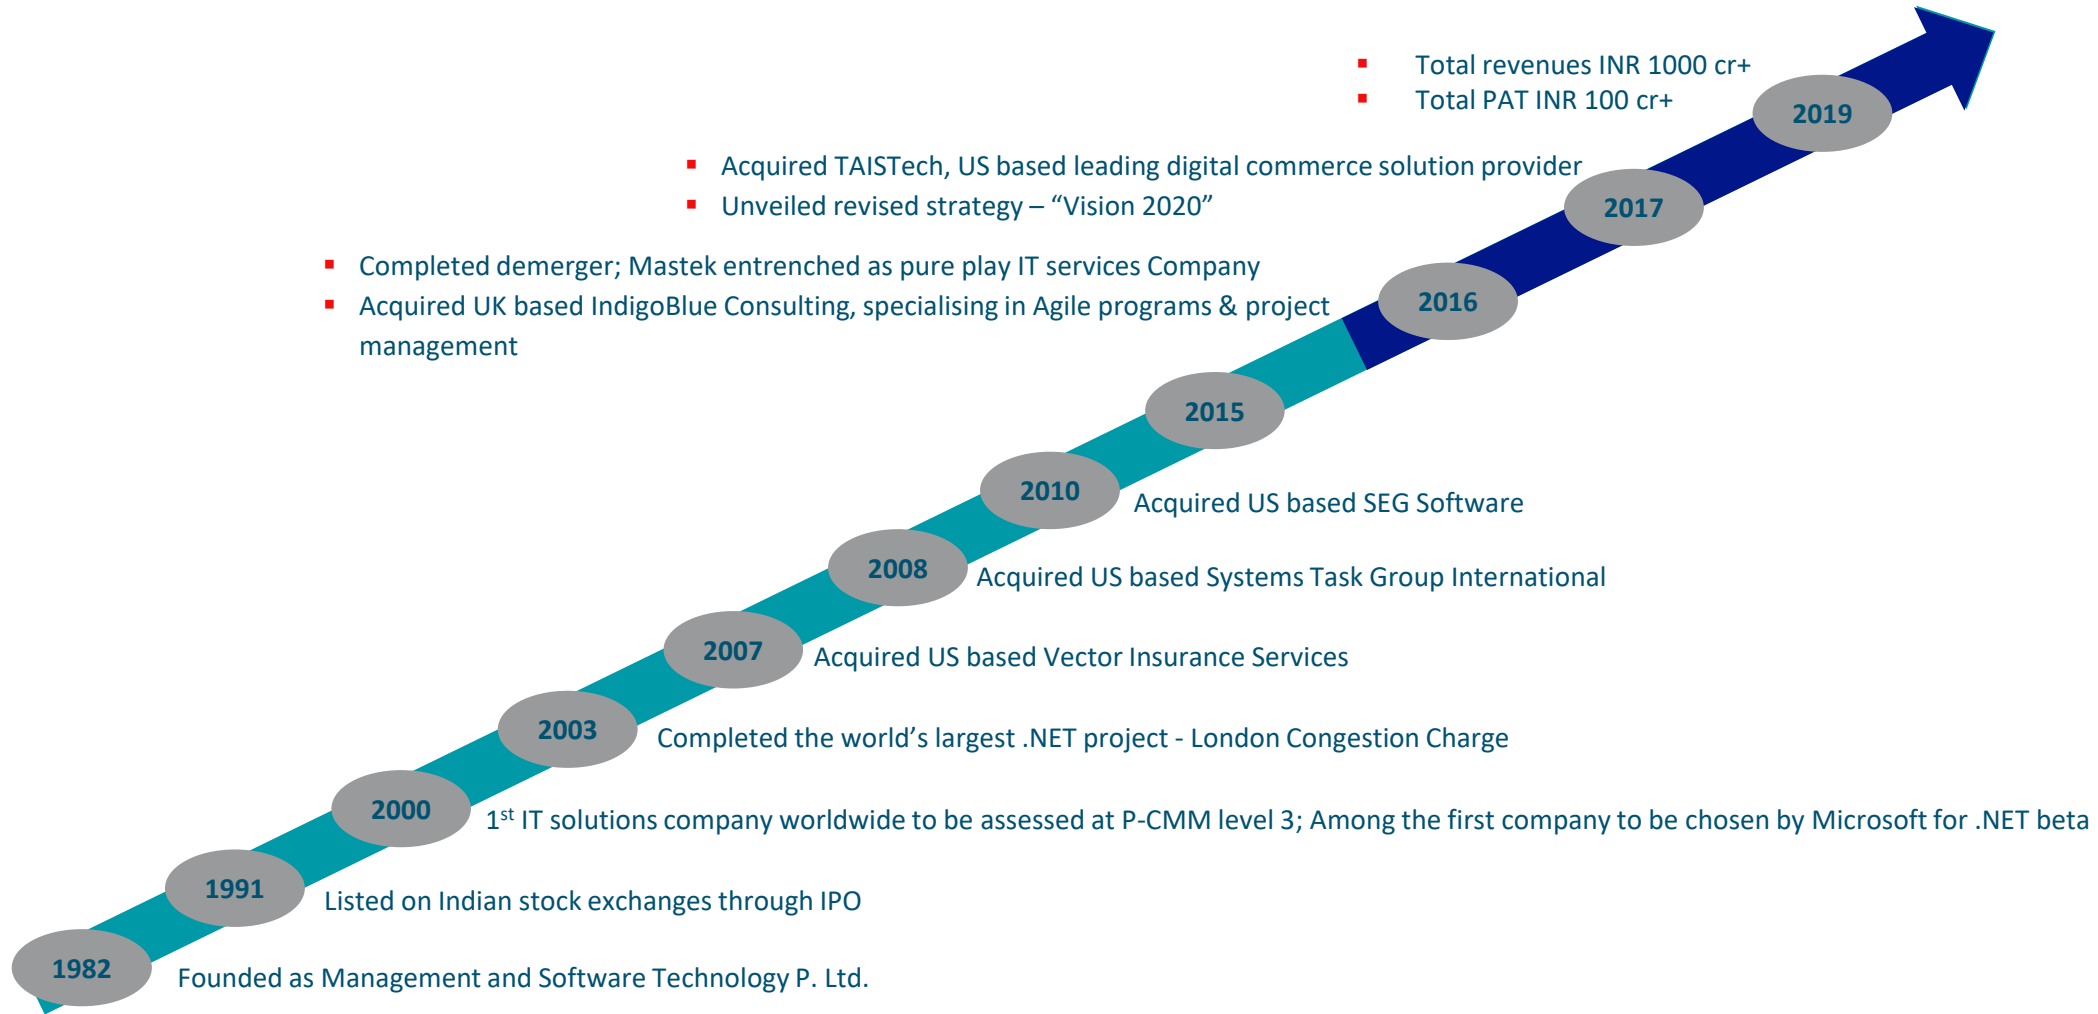 Total revenues INR 1000 cr+
Total PAT INR 100 cr+
2019
Acquired TAISTech, US based leading digital commerce solution provider
Unveiled revised strategy – “Vision 2020”
2017
Completed demerger; Mastek entrenched as pure play IT services Company
Acquired UK based IndigoBlue Consulting, specialising in Agile programs & project
management
2016
2015
2010
Acquired US based SEG Software
2008
Acquired US based Systems Task Group International
2007
Acquired US based Vector Insurance Services
2003
Completed the world’s largest .NET project - London Congestion Charge
2000
1st IT solutions company worldwide to be assessed at P-CMM level 3; Among the first company to be chosen by Microsoft for .NET beta
1991
Listed on Indian stock exchanges through IPO
1982
Founded as Management and Software Technology P. Ltd.